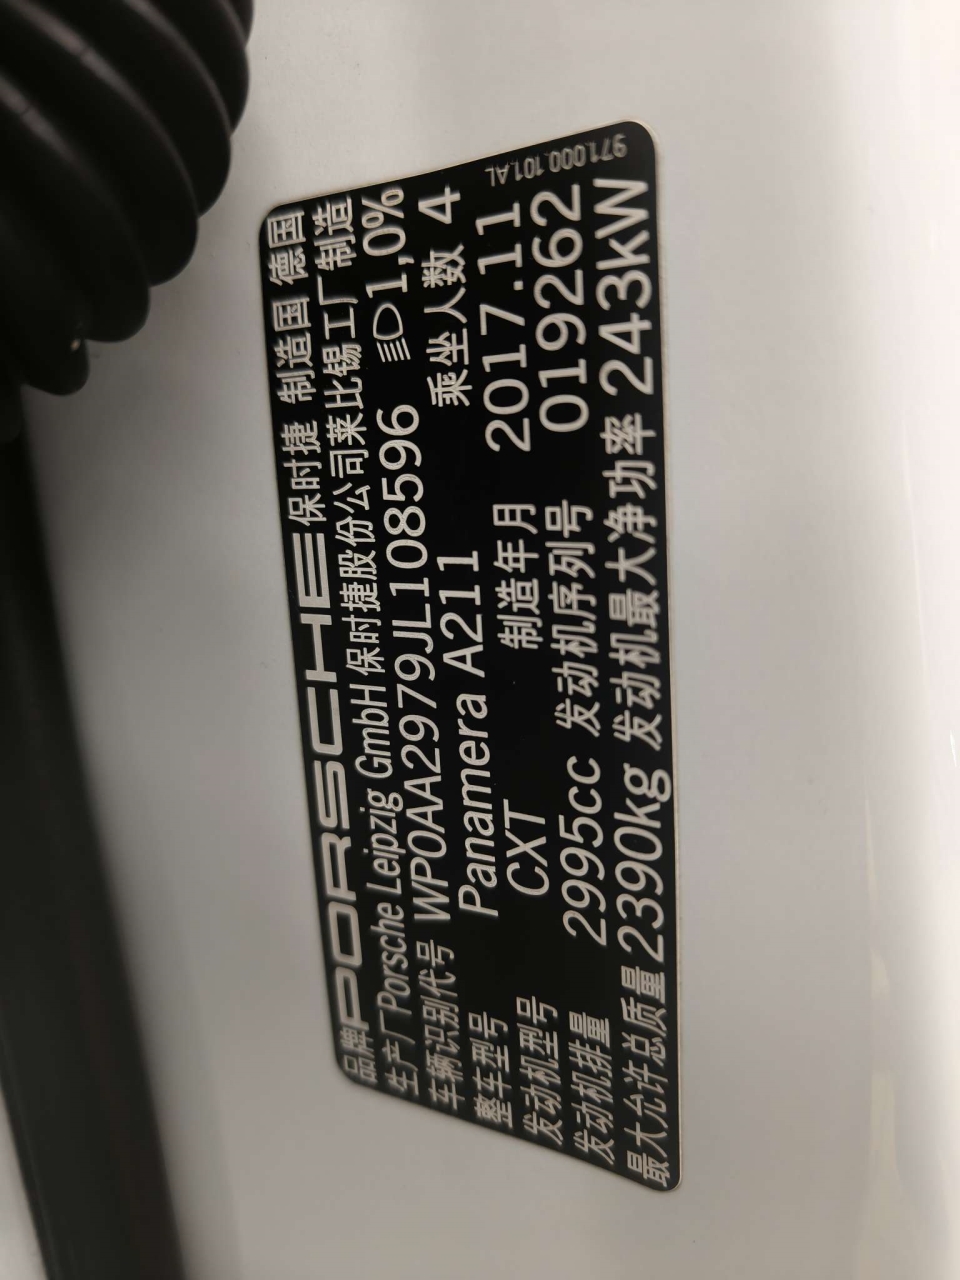 品牌 PORSCHE 保时捷 制造国 德国
生产厂 Porsche Leipzig GmbH 保时捷股份公司莱比锡工厂制造
车辆识别代号 WP0AA2979JL108596 1,0%
整车型号 Panamera A211 乘坐人数 4
发动机型号 CXT 制造年月 2017.11
发动机排量 2995cc 发动机序列号 019262
最大允许总质量 2390kg 发动机最大净功率 243kW
971.000.101.AL